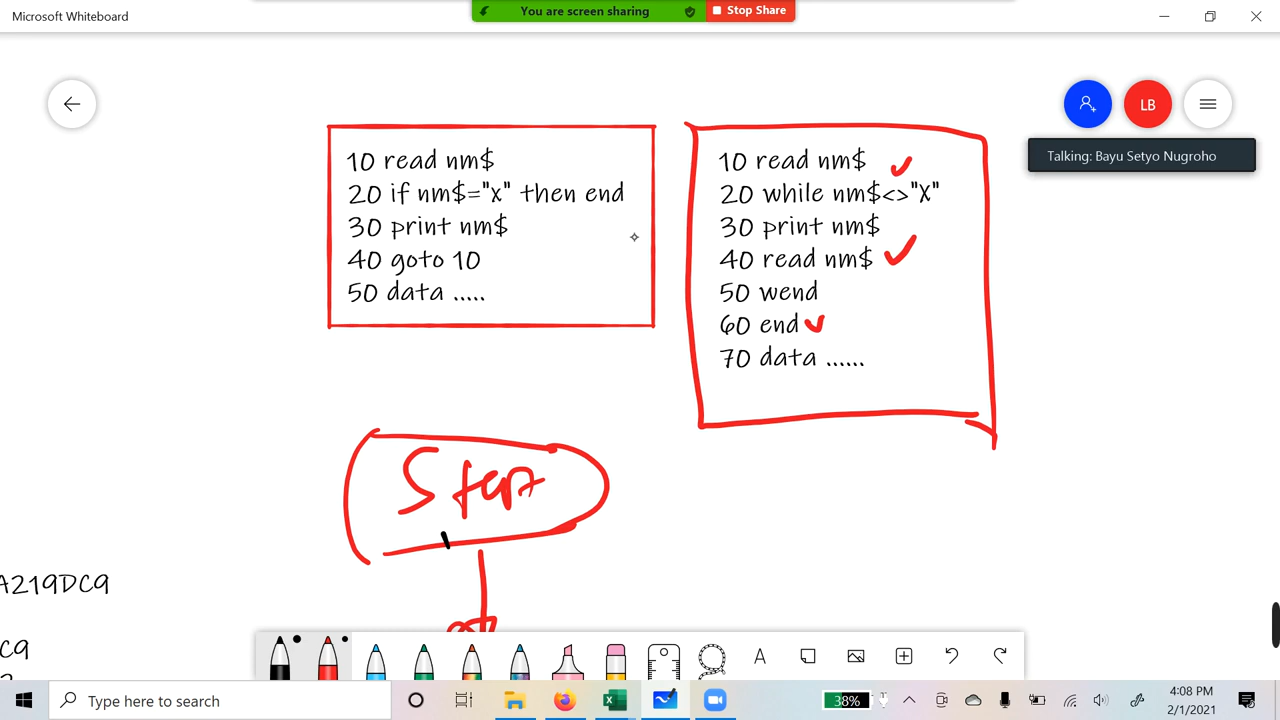 Microsoft Whiteboard
You are screen sharing
Stop Share
LB
Talking: Bayu Setyo Nugroho
10 read nm$
20 if nm$="x" then end
30 print nm$
40 goto 10
50 data .....
10 read nm$
20 while nm$<>"X"
30 print nm$
40 read nm$
50 wend
60 end
70 data ......
Start
A219DC9
C9
A
Type here to search
38%
4:08 PM
2/1/2021